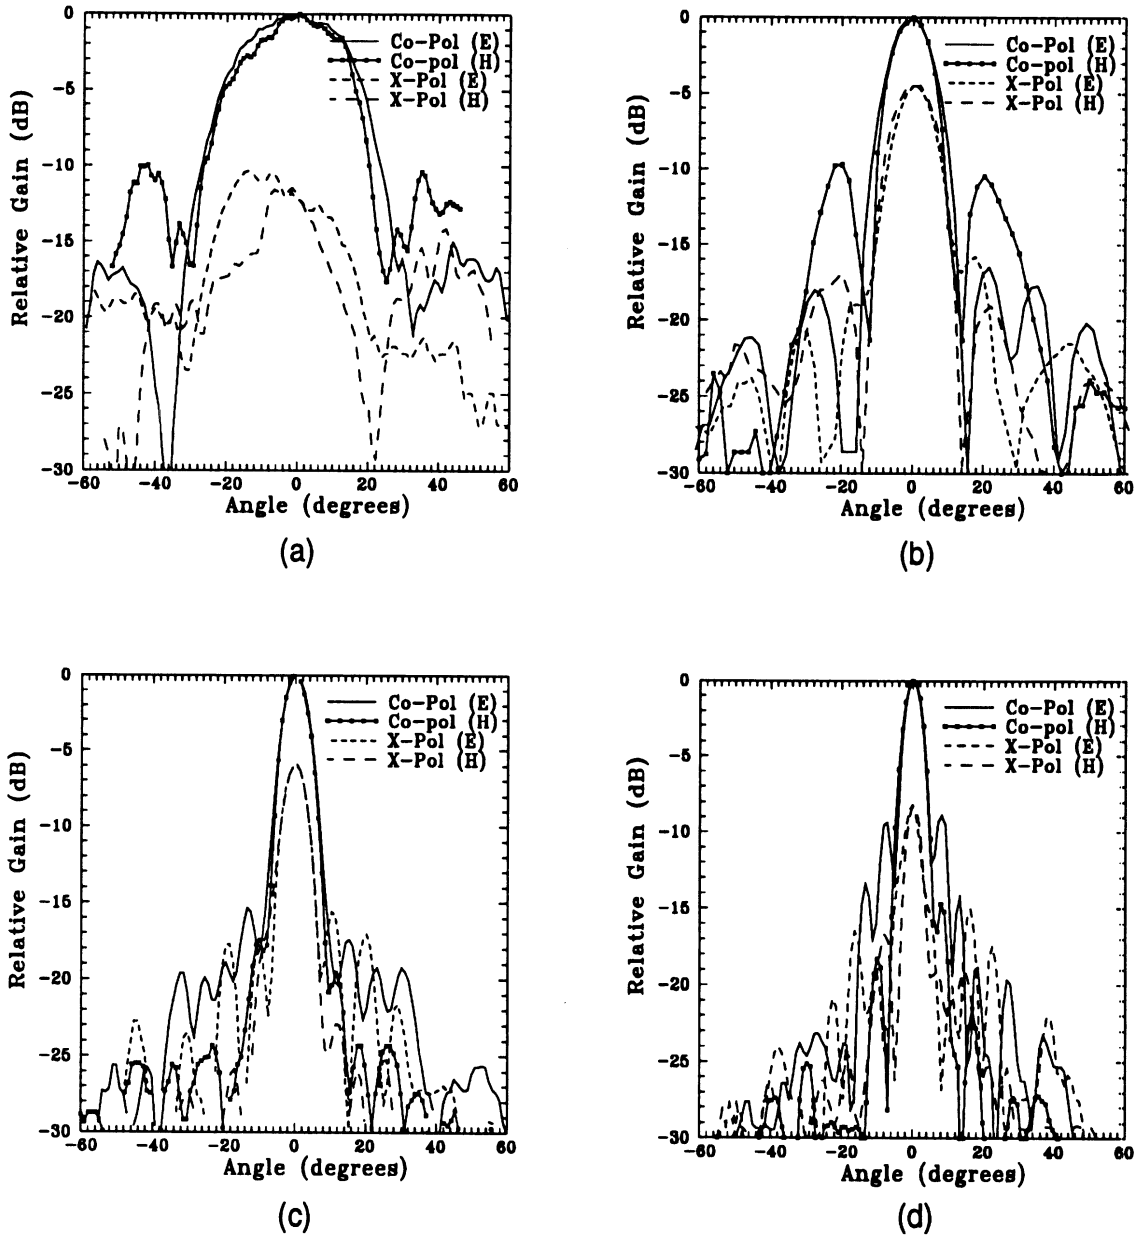 Relative Gain (dB)
0
-5
-10
-15
-20
-25
-30
Co-Pol (E)
Co-pol (H)
X-Pol (E)
X-Pol (H)
-60 -40 -20 0 20 40 60
Angle (degrees)
(a)
Relative Gain (dB)
0
-5
-10
-15
-20
-25
-30
Co-Pol (E)
Co-pol (H)
X-Pol (E)
X-Pol (H)
-60 -40 -20 0 20 40 60
Angle (degrees)
(b)
Relative Gain (dB)
0
-5
-10
-15
-20
-25
-30
Co-Pol (E)
Co-pol (H)
X-Pol (E)
X-Pol (H)
-60 -40 -20 0 20 40 60
Angle (degrees)
(c)
Relative Gain (dB)
0
-5
-10
-15
-20
-25
-30
Co-Pol (E)
Co-pol (H)
X-Pol (E)
X-Pol (H)
-60 -40 -20 0 20 40 60
Angle (degrees)
(d)